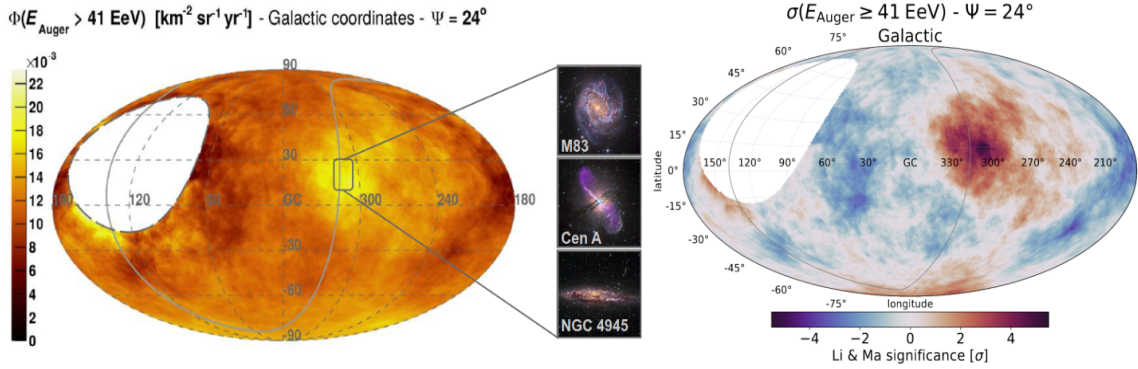 Φ(E_Auger > 41 EeV) [km⁻² sr⁻¹ yr⁻¹] - Galactic coordinates - Ψ = 24°
×10⁻³
22
20
18
16
14
12
10
8
6
4
2
0
90
30
180
120
60
GC
300
240
180
-30
-60
-90
M83
Cen A
NGC 4945
σ(E_Auger ≥ 41 EeV) - Ψ = 24°
Galactic
75°
60°
45°
30°
15°
0°
-15°
-30°
-45°
-60°
-75°
150° 120° 90° 60° 30° GC 330° 300° 270° 240° 210°
latitude
longitude
−4 −2 0 2 4
Li & Ma significance [σ]